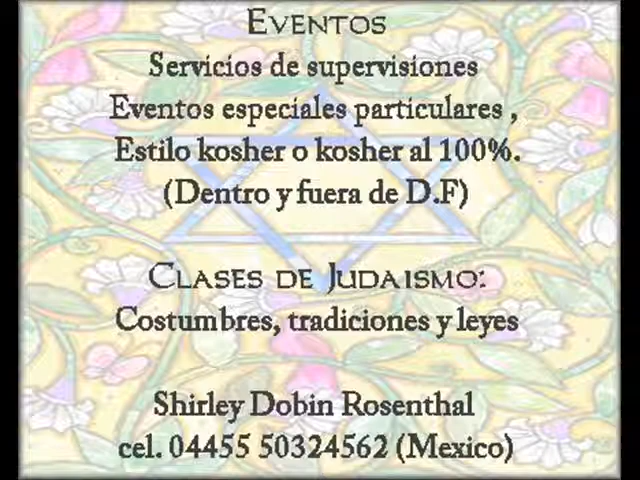 Eventos
Servicios de supervisiones
Eventos especiales particulares ,
Estilo kosher o kosher al 100%.
(Dentro y fuera de D.F)
Clases de Judaismo:
Costumbres, tradiciones y leyes
Shirley Dobin Rosenthal
cel. 04455 50324562 (Mexico)